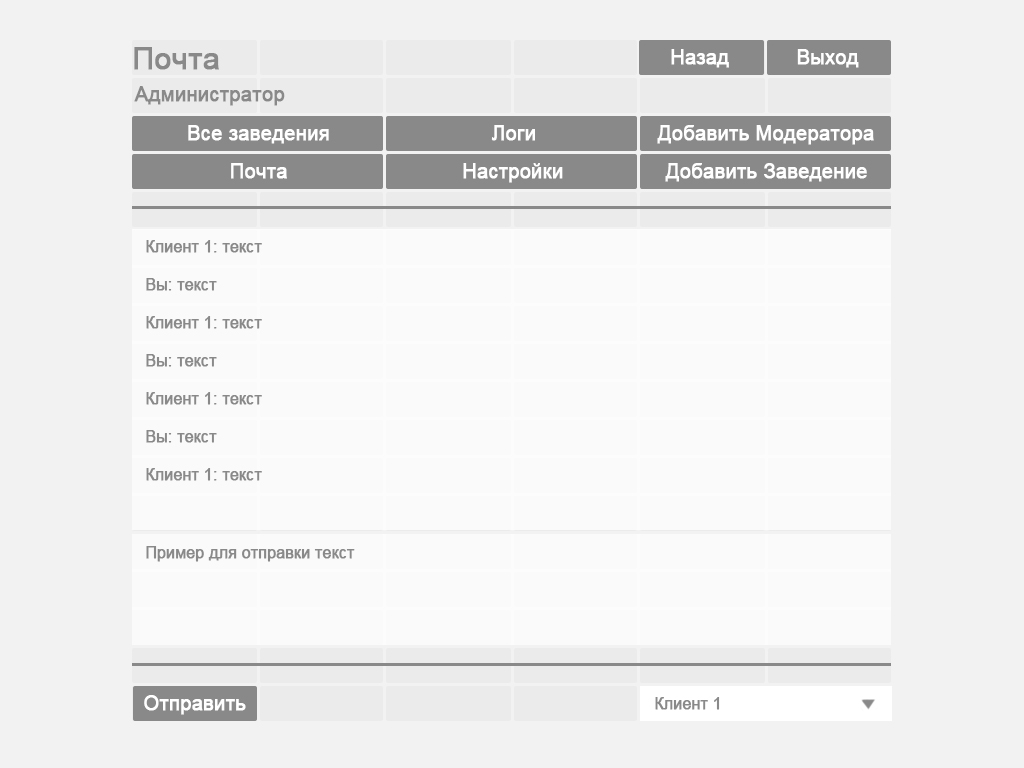 Почта
Назад
Выход
Администратор
Все заведения
Логи
Добавить Модератора
Почта
Настройки
Добавить Заведение
Клиент 1: текст
Вы: текст
Клиент 1: текст
Вы: текст
Клиент 1: текст
Вы: текст
Клиент 1: текст
Пример для отправки текст
Отправить
Клиент 1